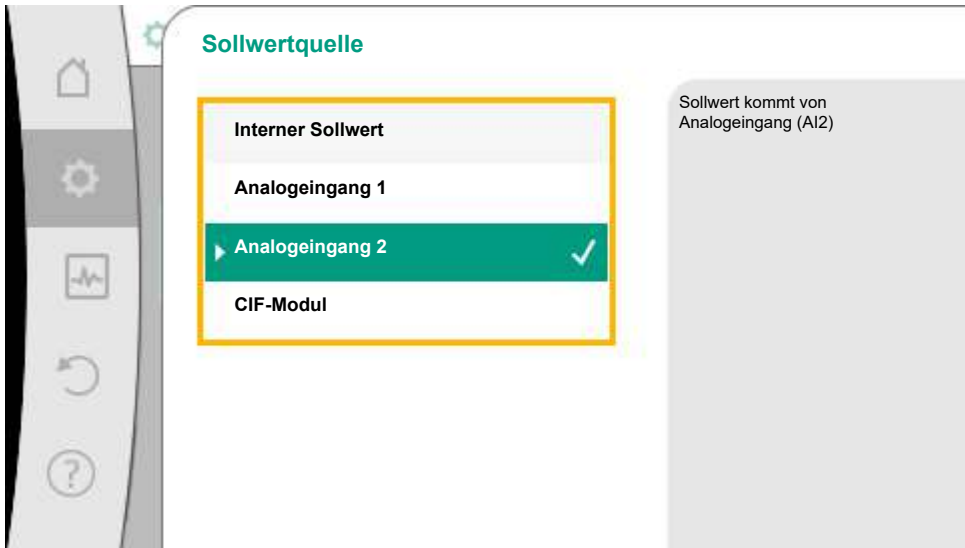 Sollwertquelle
Interner Sollwert
Analogeingang 1
Analogeingang 2
CIF-Modul
Sollwert kommt von
Analogeingang (AI2)
?